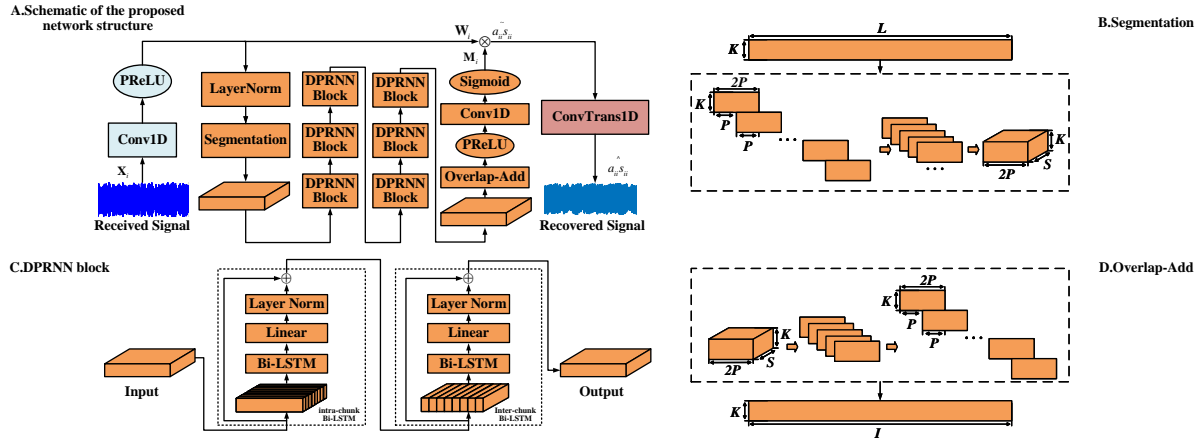 A.Schematic of the proposed
network structure
W_i
M_i
PReLU
Conv1D
X_i
Received Signal
LayerNorm
Segmentation
DPRNN
Block
DPRNN
Block
DPRNN
Block
DPRNN
Block
DPRNN
Block
DPRNN
Block
Sigmoid
Conv1D
PReLU
Overlap-Add
ConvTrans1D
Recovered Signal
B.Segmentation
L
K
2P
K
P
P
...
...
K
S
2P
C.DPRNN block
Input
Layer Norm
Linear
Bi-LSTM
intra-chunk
Bi-LSTM
Layer Norm
Linear
Bi-LSTM
Inter-chunk
Bi-LSTM
Output
D.Overlap-Add
2P
K
P
P
...
K
S
2P
...
K
I